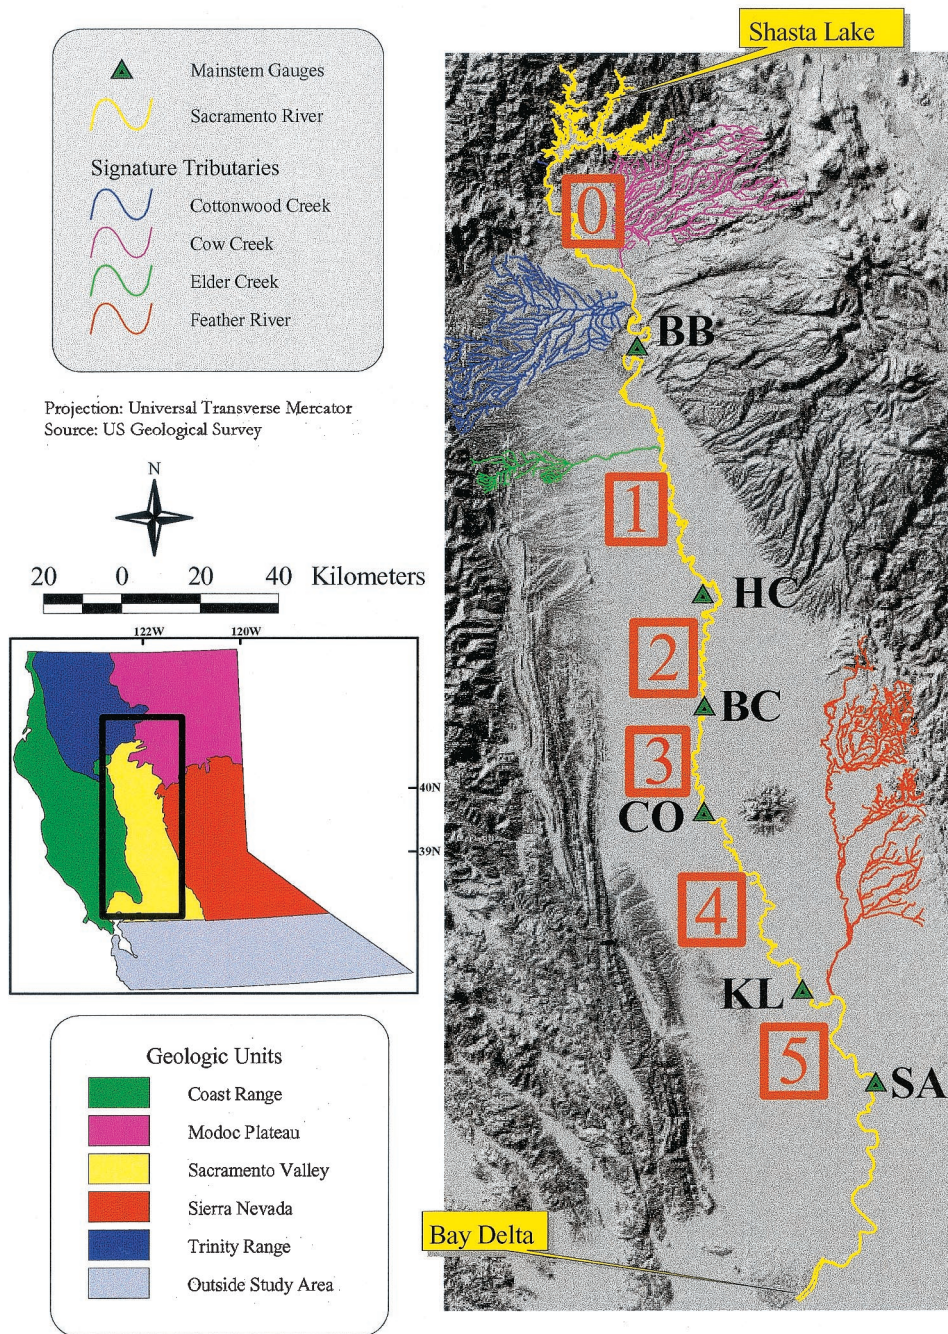 Shasta Lake
Mainstem Gauges
Sacramento River
Signature Tributaries
Cottonwood Creek
Cow Creek
Elder Creek
Feather River
Projection: Universal Transverse Mercator
Source: US Geological Survey
N
20 0 20 40 Kilometers
122W 120W
40N
39N
Geologic Units
Coast Range
Modoc Plateau
Sacramento Valley
Sierra Nevada
Trinity Range
Outside Study Area
0
BB
1
HC
2
BC
3
CO
4
KL
5
SA
Bay Delta